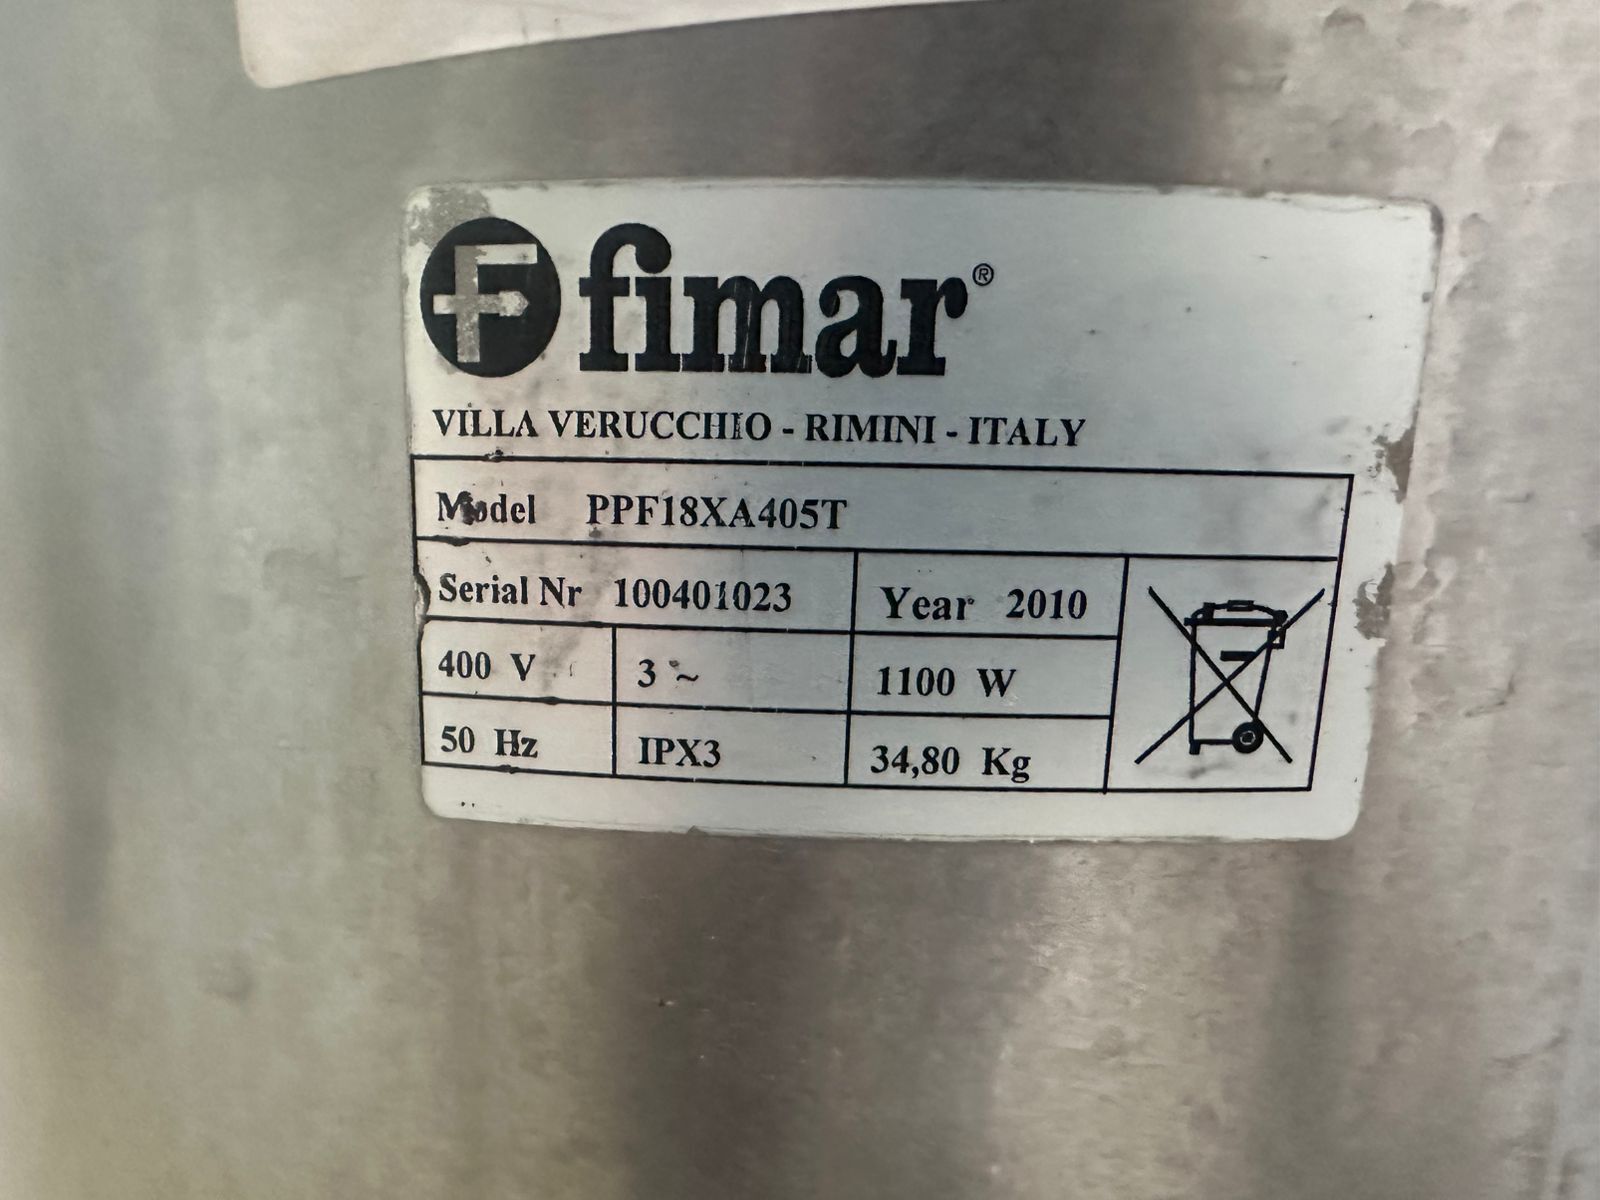 F fimar®
VILLA VERUCCHIO - RIMINI - ITALY
Model PPF18XA405T
Serial Nr 100401023 Year 2010
400 V 3 ~ 1100 W
50 Hz IPX3 34,80 Kg